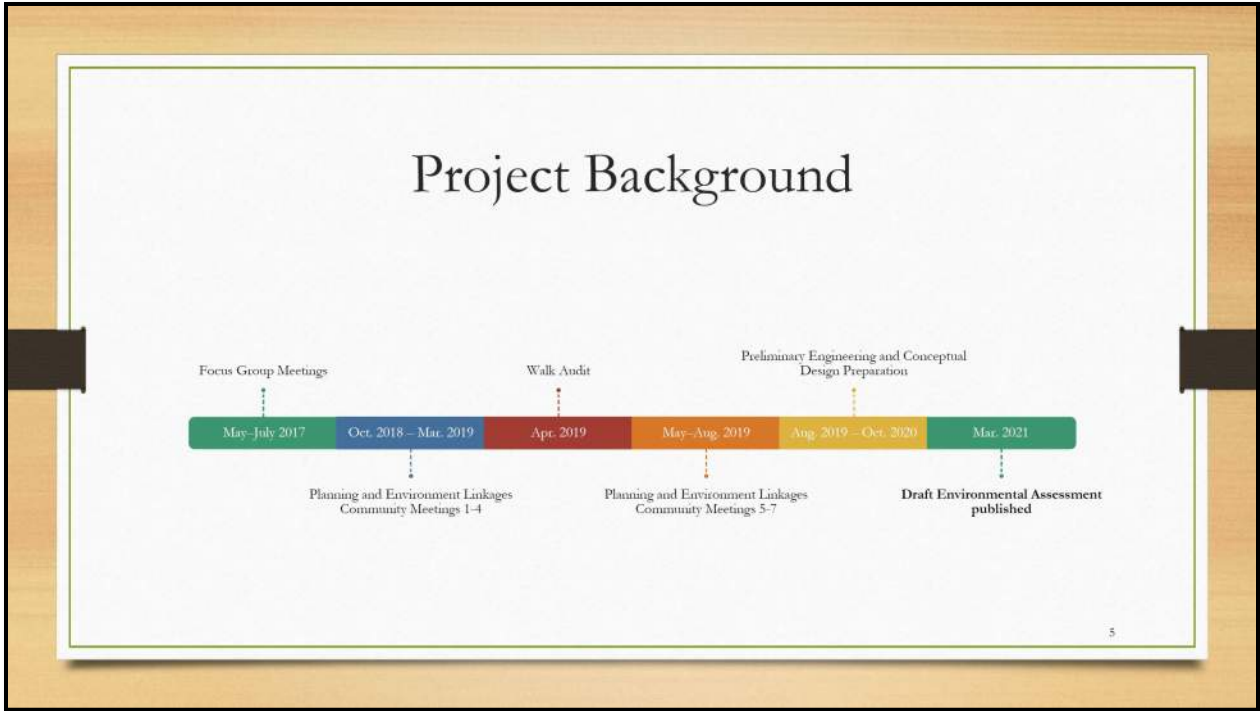 Project Background
Focus Group Meetings
Walk Audit
Preliminary Engineering and Conceptual
Design Preparation
May–July 2017
Oct. 2018 – Mar. 2019
Apr. 2019
May–Aug. 2019
Aug. 2019 – Oct. 2020
Mar. 2021
Planning and Environment Linkages
Community Meetings 1-4
Planning and Environment Linkages
Community Meetings 5-7
Draft Environmental Assessment
published
5